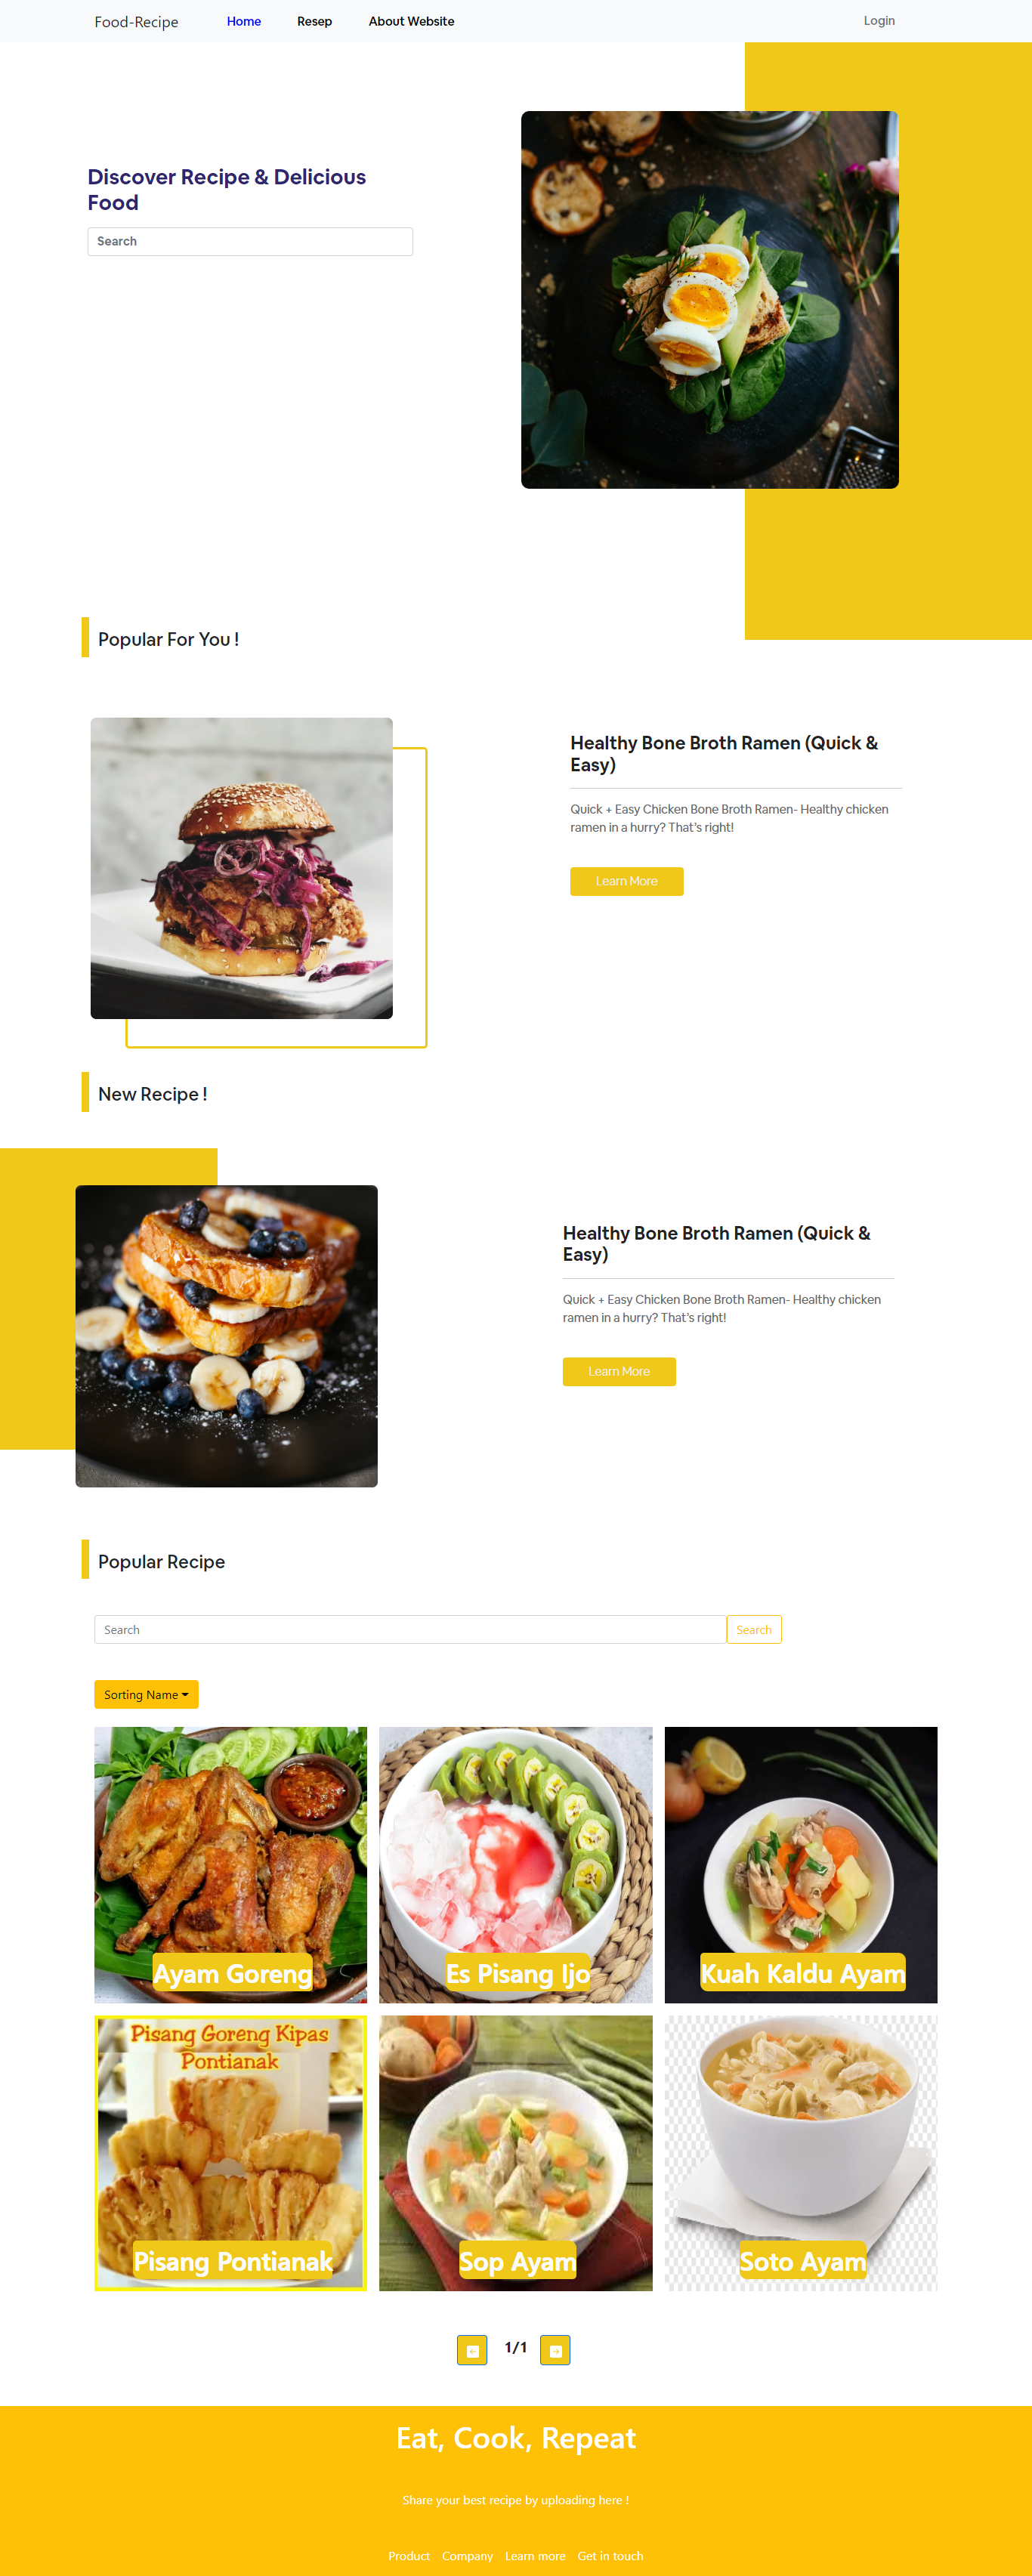 Food-Recipe Home Resep About Website Login
Discover Recipe & Delicious
Food
Search
Popular For You !
Healthy Bone Broth Ramen (Quick &
Easy)
Quick + Easy Chicken Bone Broth Ramen- Healthy chicken
ramen in a hurry? That's right!
Learn More
New Recipe !
Healthy Bone Broth Ramen (Quick &
Easy)
Quick + Easy Chicken Bone Broth Ramen- Healthy chicken
ramen in a hurry? That's right!
Learn More
Popular Recipe
Search Search
Sorting Name
Ayam Goreng
Es Pisang Ijo
Kuah Kaldu Ayam
Pisang Goreng Kipas
Pontianak
Pisang Pontianak
Sop Ayam
Soto Ayam
1/1
Eat, Cook, Repeat
Share your best recipe by uploading here !
Product Company Learn more Get in touch